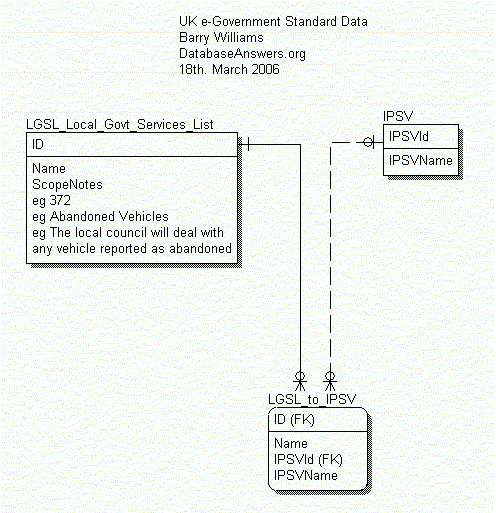 UK e-Government Standard Data
Barry Williams
DatabaseAnswers.org
18th. March 2006
LGSL_Local_Govt_Services_List
ID
Name
ScopeNotes
eg 372
eg Abandoned Vehicles
eg The local council will deal with
any vehicle reported as abandoned
IPSV
IPSVId
IPSVName
LGSL_to_IPSV
ID (FK)
Name
IPSVId (FK)
IPSVName